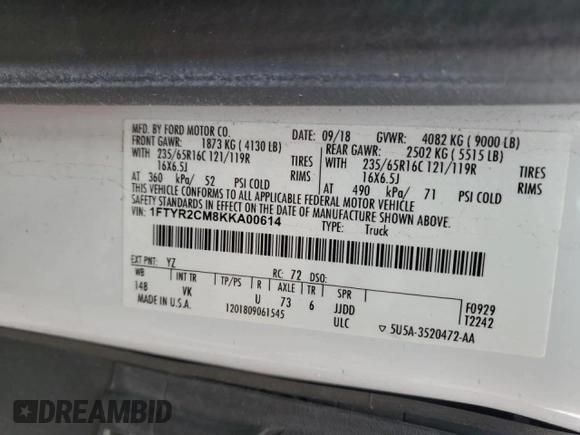 MFD. BY FORD MOTOR CO.
DATE: 09/18 GVWR: 4082 KG ( 9000 LB)
FRONT GAWR: 1873 KG ( 4130 LB)
REAR GAWR: 2502 KG ( 5515 LB)
WITH 235/65R16C 121/119R TIRES
WITH 235/65R16C 121/119R TIRES
16X6.5J RIMS
16X6.5J RIMS
AT 360 kPa/ 52 PSI COLD
AT 490 kPa/ 71 PSI COLD
THIS VEHICLE CONFORMS TO ALL APPLICABLE FEDERAL MOTOR VEHICLE
SAFETY STANDARDS IN EFFECT ON THE DATE OF MANUFACTURE SHOWN ABOVE.
VIN: 1FTYR2CM8KKA00614
TYPE: Truck
EXT PNT: YZ RC: 72 DSO:
WB INT TR TP/PS R AXLE TR SPR
148 VK U 73 6 JJDD
F0929
T2242
MADE IN U.S.A. 1201809061545 ULC
5U5A-3520472-AA
DREAMBID